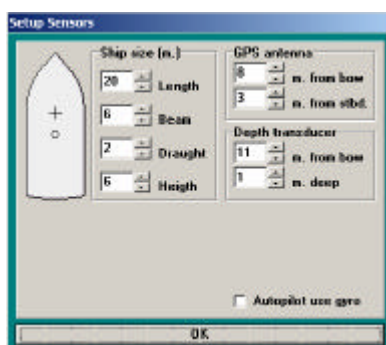 Setup Sensors
Ship size (m.)
20 Length
6 Beam
2 Draught
6 Heigth
GPS antenna
8 m. from bow
3 m. from stbd.
Depth transducer
11 m. from bow
1 m. deep
Autopilot use gyro
OK